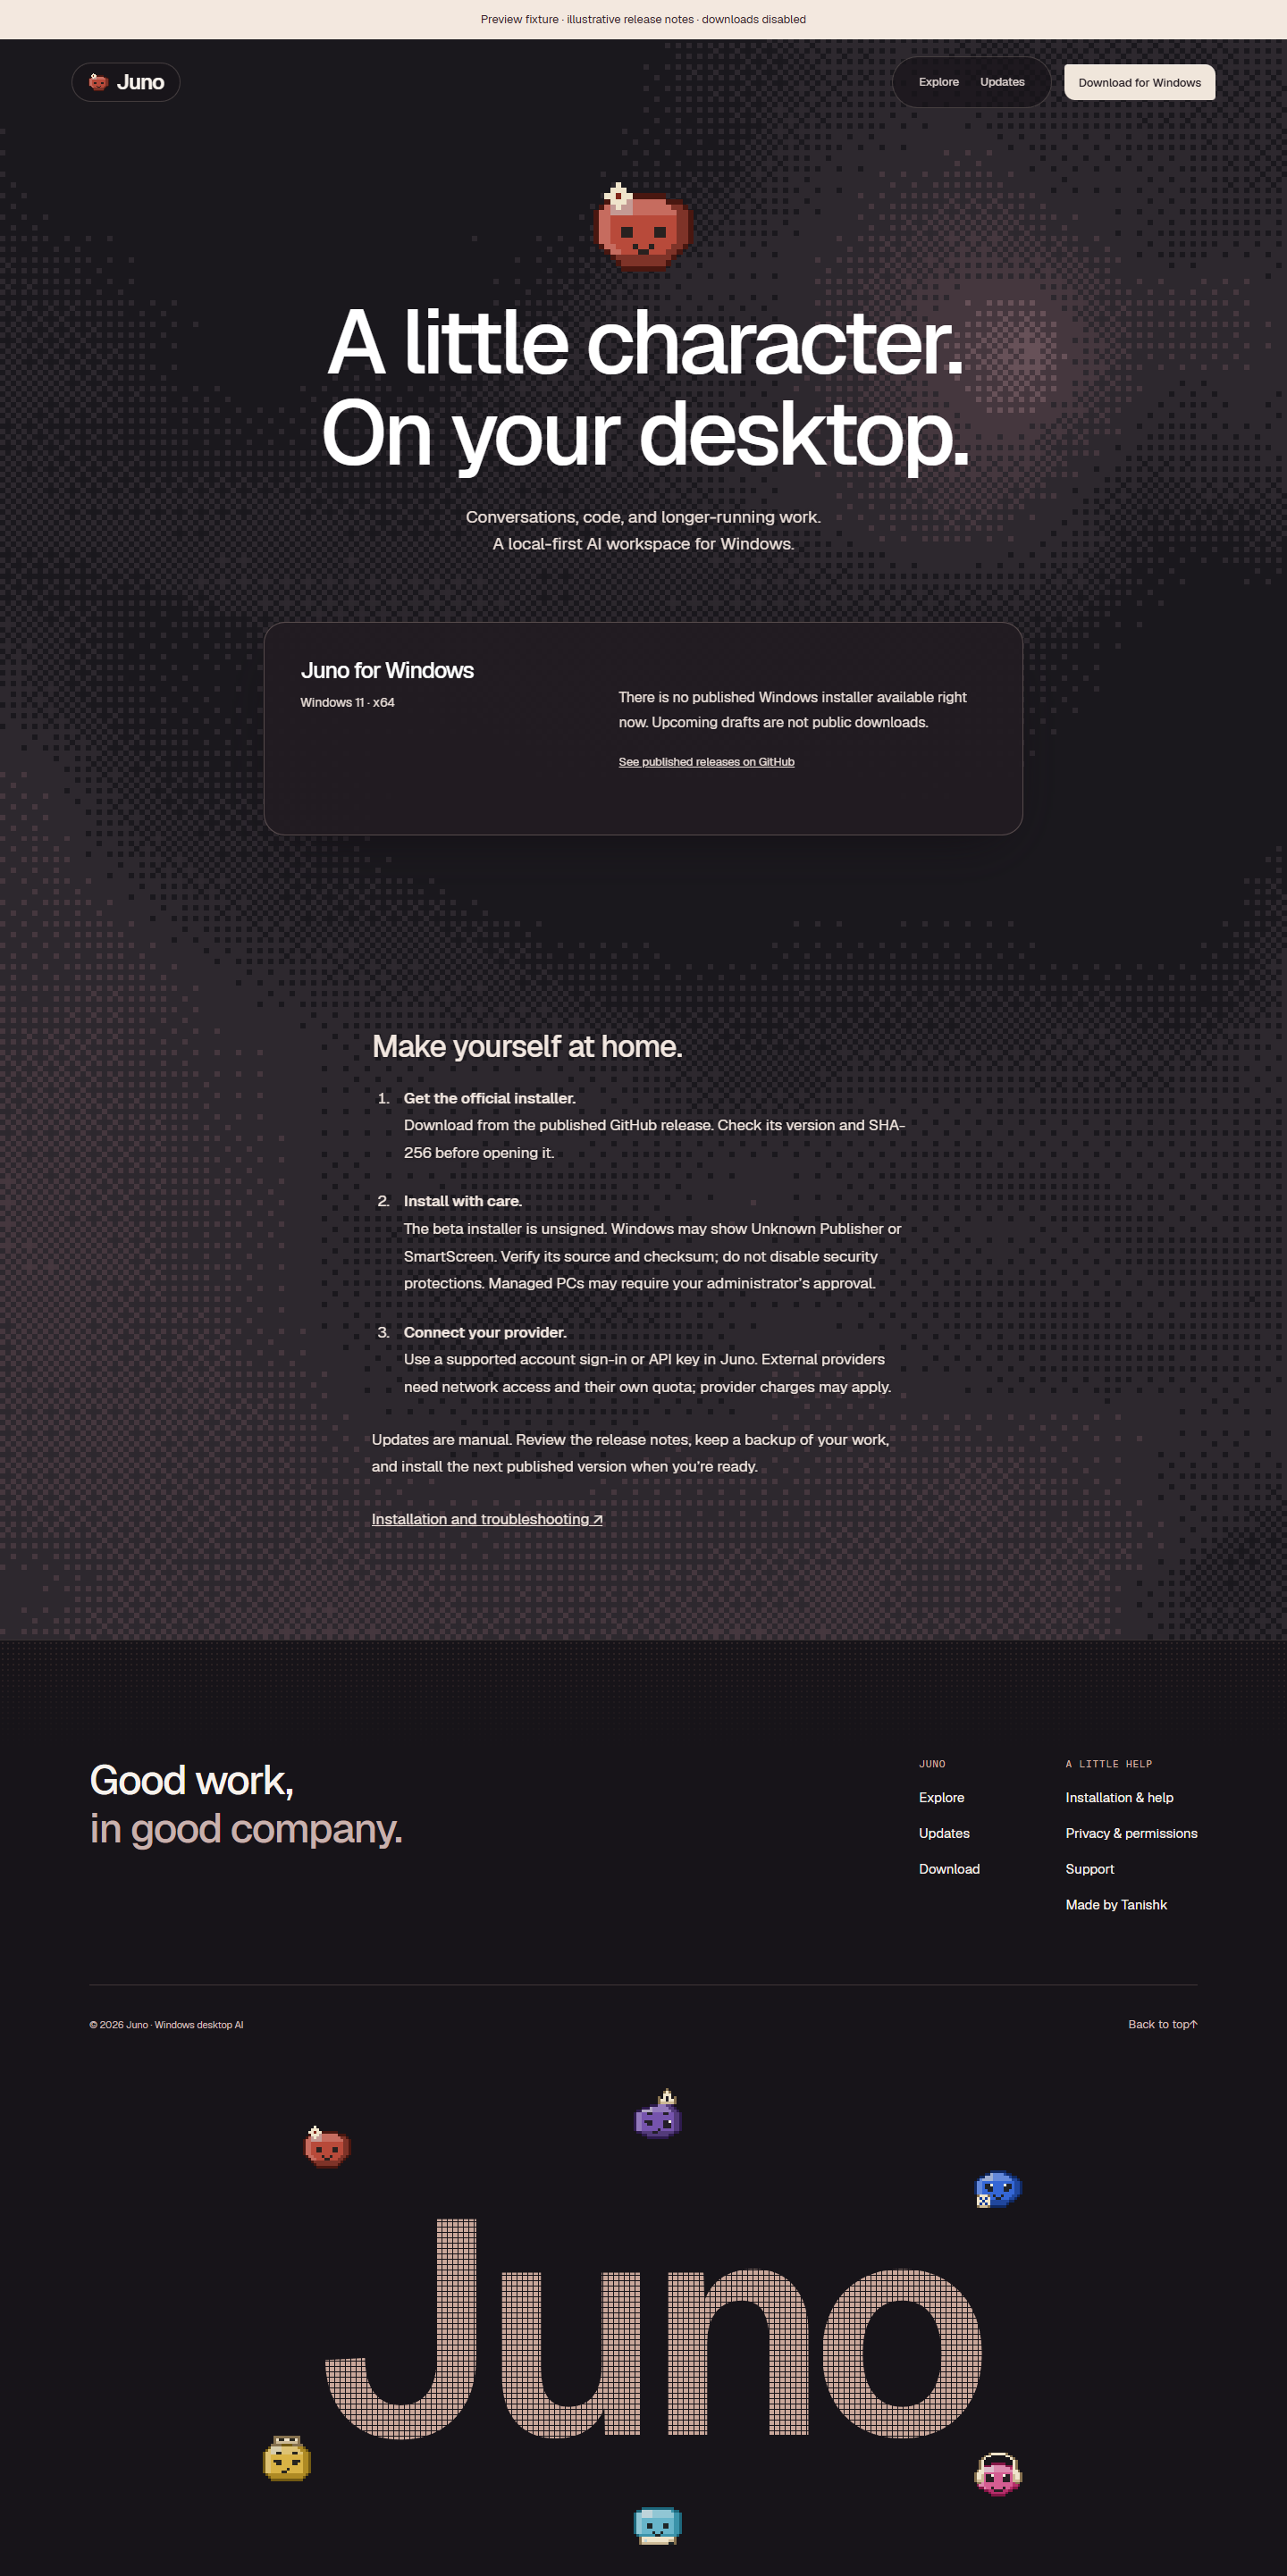 Preview fixture · illustrative release notes · downloads disabled
Juno
Explore
Updates
Download for Windows
A little character.
On your desktop.
Conversations, code, and longer-running work.
A local-first AI workspace for Windows.
Juno for Windows
Windows 11 · x64
There is no published Windows installer available right
now. Upcoming drafts are not public downloads.
See published releases on GitHub
Make yourself at home.
1. Get the official installer.
Download from the published GitHub release. Check its version and SHA-
256 before opening it.
2. Install with care.
The beta installer is unsigned. Windows may show Unknown Publisher or
SmartScreen. Verify its source and checksum; do not disable security
protections. Managed PCs may require your administrator's approval.
3. Connect your provider.
Use a supported account sign-in or API key in Juno. External providers
need network access and their own quota; provider charges may apply.
Updates are manual. Review the release notes, keep a backup of your work,
and install the next published version when you're ready.
Installation and troubleshooting ↗
Good work,
in good company.
JUNO
Explore
Updates
Download
A LITTLE HELP
Installation & help
Privacy & permissions
Support
Made by Tanishk
© 2026 Juno · Windows desktop AI
Back to top↑
Juno